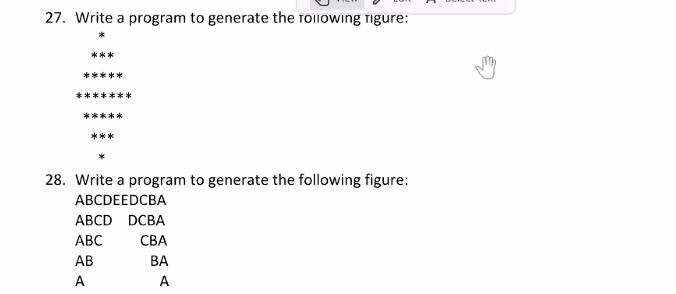 27. Write a program to generate the following figure:
*
***
*****
*******
*****
***
*
28. Write a program to generate the following figure:
ABCDEEDCBA
ABCD DCBA
ABC CBA
AB BA
A A